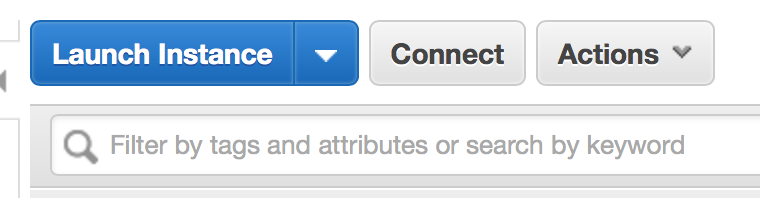 Launch Instance Connect Actions
Filter by tags and attributes or search by keyword